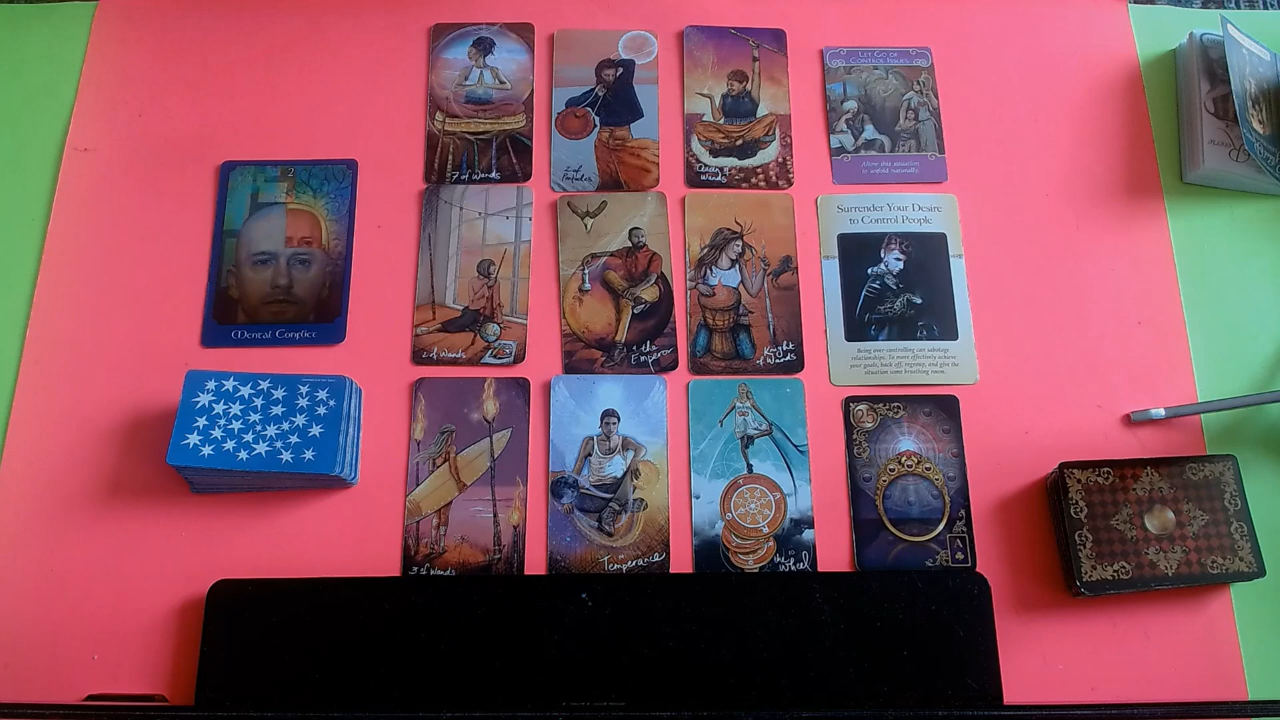 7 of Wands
2 of
Pentacles
Queen of
Wands
LET GO OF
CONTROL ISSUES
Allow this situation
to unfold naturally.
2
Mental Conflict
2 of Wands
4 the
Emperor
Knight
of Wands
Surrender Your Desire
to Control People
Being over-controlling can sabotage
relationships. To more effectively achieve
your goals, back off, regroup, and give the
situation some breathing room.
3 of Wands
Temperance
10
the Wheel
25
A